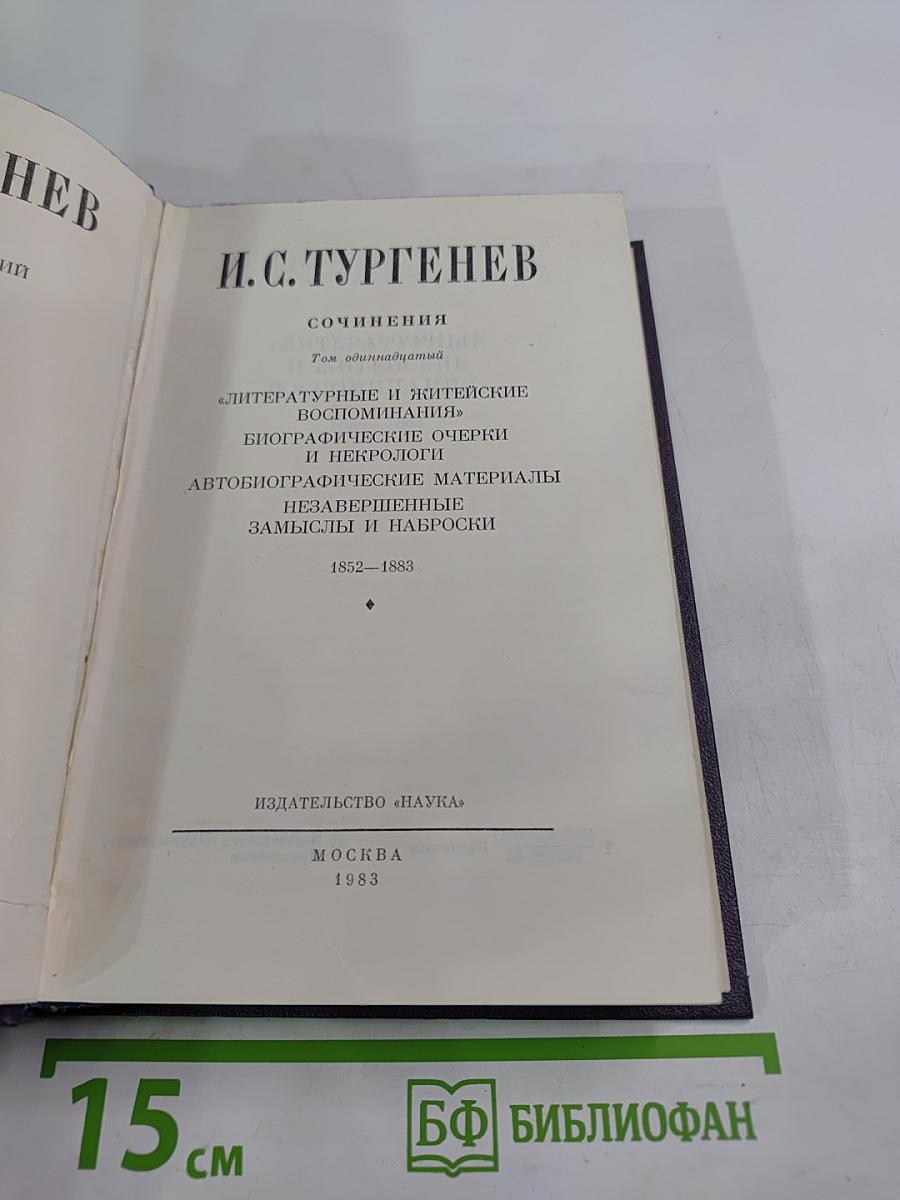 НЕВ
ИЙ
И. С. ТУРГЕНЕВ
СОЧИНЕНИЯ
Том одиннадцатый
«ЛИТЕРАТУРНЫЕ И ЖИТЕЙСКИЕ
ВОСПОМИНАНИЯ»
БИОГРАФИЧЕСКИЕ ОЧЕРКИ
И НЕКРОЛОГИ
АВТОБИОГРАФИЧЕСКИЕ МАТЕРИАЛЫ
НЕЗАВЕРШЕННЫЕ
ЗАМЫСЛЫ И НАБРОСКИ
1852—1883
ИЗДАТЕЛЬСТВО «НАУКА»
МОСКВА
1983
15 см
БФ БИБЛИОФАН